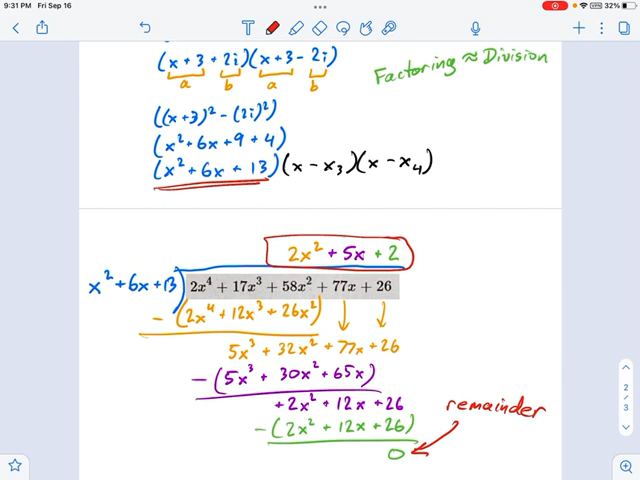 9:31 PM Fri Sep 16
32%
(x + 3 + 2i)(x + 3 - 2i)
a b a b
Factoring ≈ Division
((x + 3)² - (2i)²)
(x² + 6x + 9 + 4)
(x² + 6x + 13)(x - x₃)(x - x₄)
2x² + 5x + 2
x² + 6x + 13 2x⁴ + 17x³ + 58x² + 77x + 26
- (2x⁴ + 12x³ + 26x²)
5x³ + 32x² + 77x + 26
- (5x³ + 30x² + 65x)
+ 2x² + 12x + 26
remainder
- (2x² + 12x + 26)
0
2
3